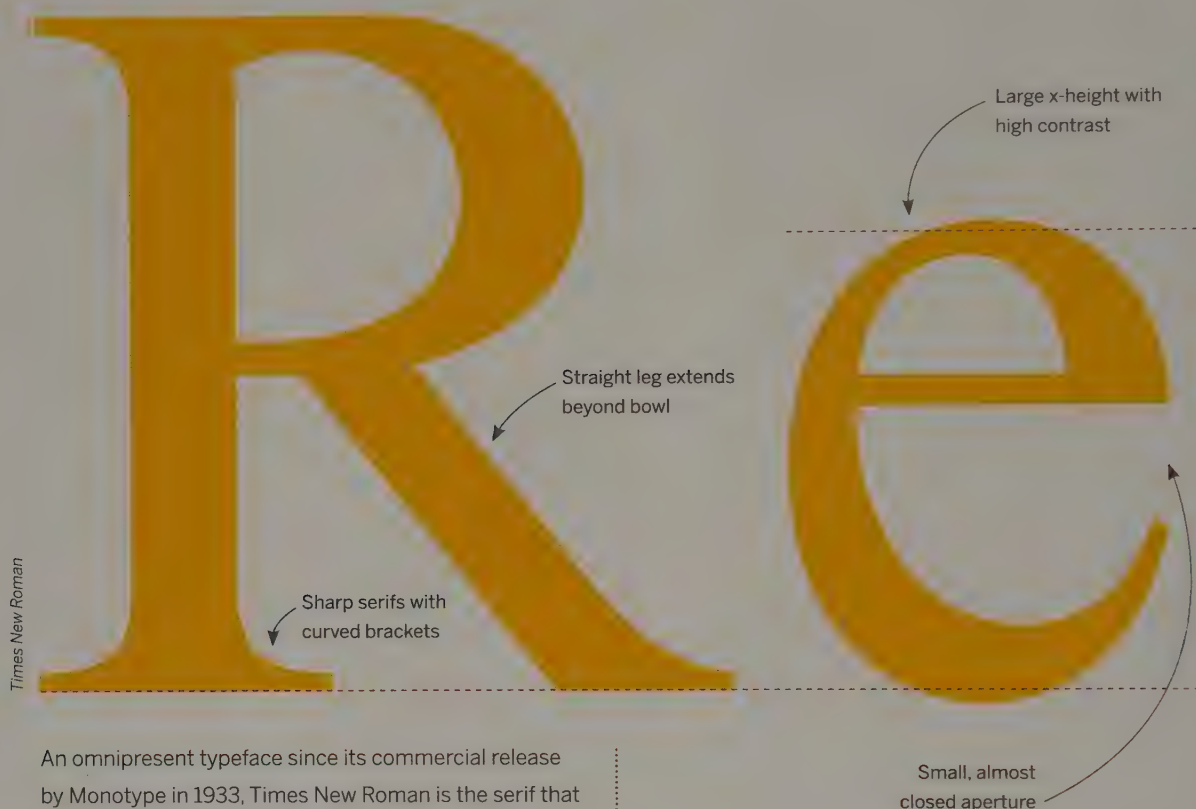 Re
Large x-height with
high contrast
Straight leg extends
beyond bowl
Sharp serifs with
curved brackets
Times New Roman
An omnipresent typeface since its commercial release
by Monotype in 1933, Times New Roman is the serif that
Small, almost
closed aperture